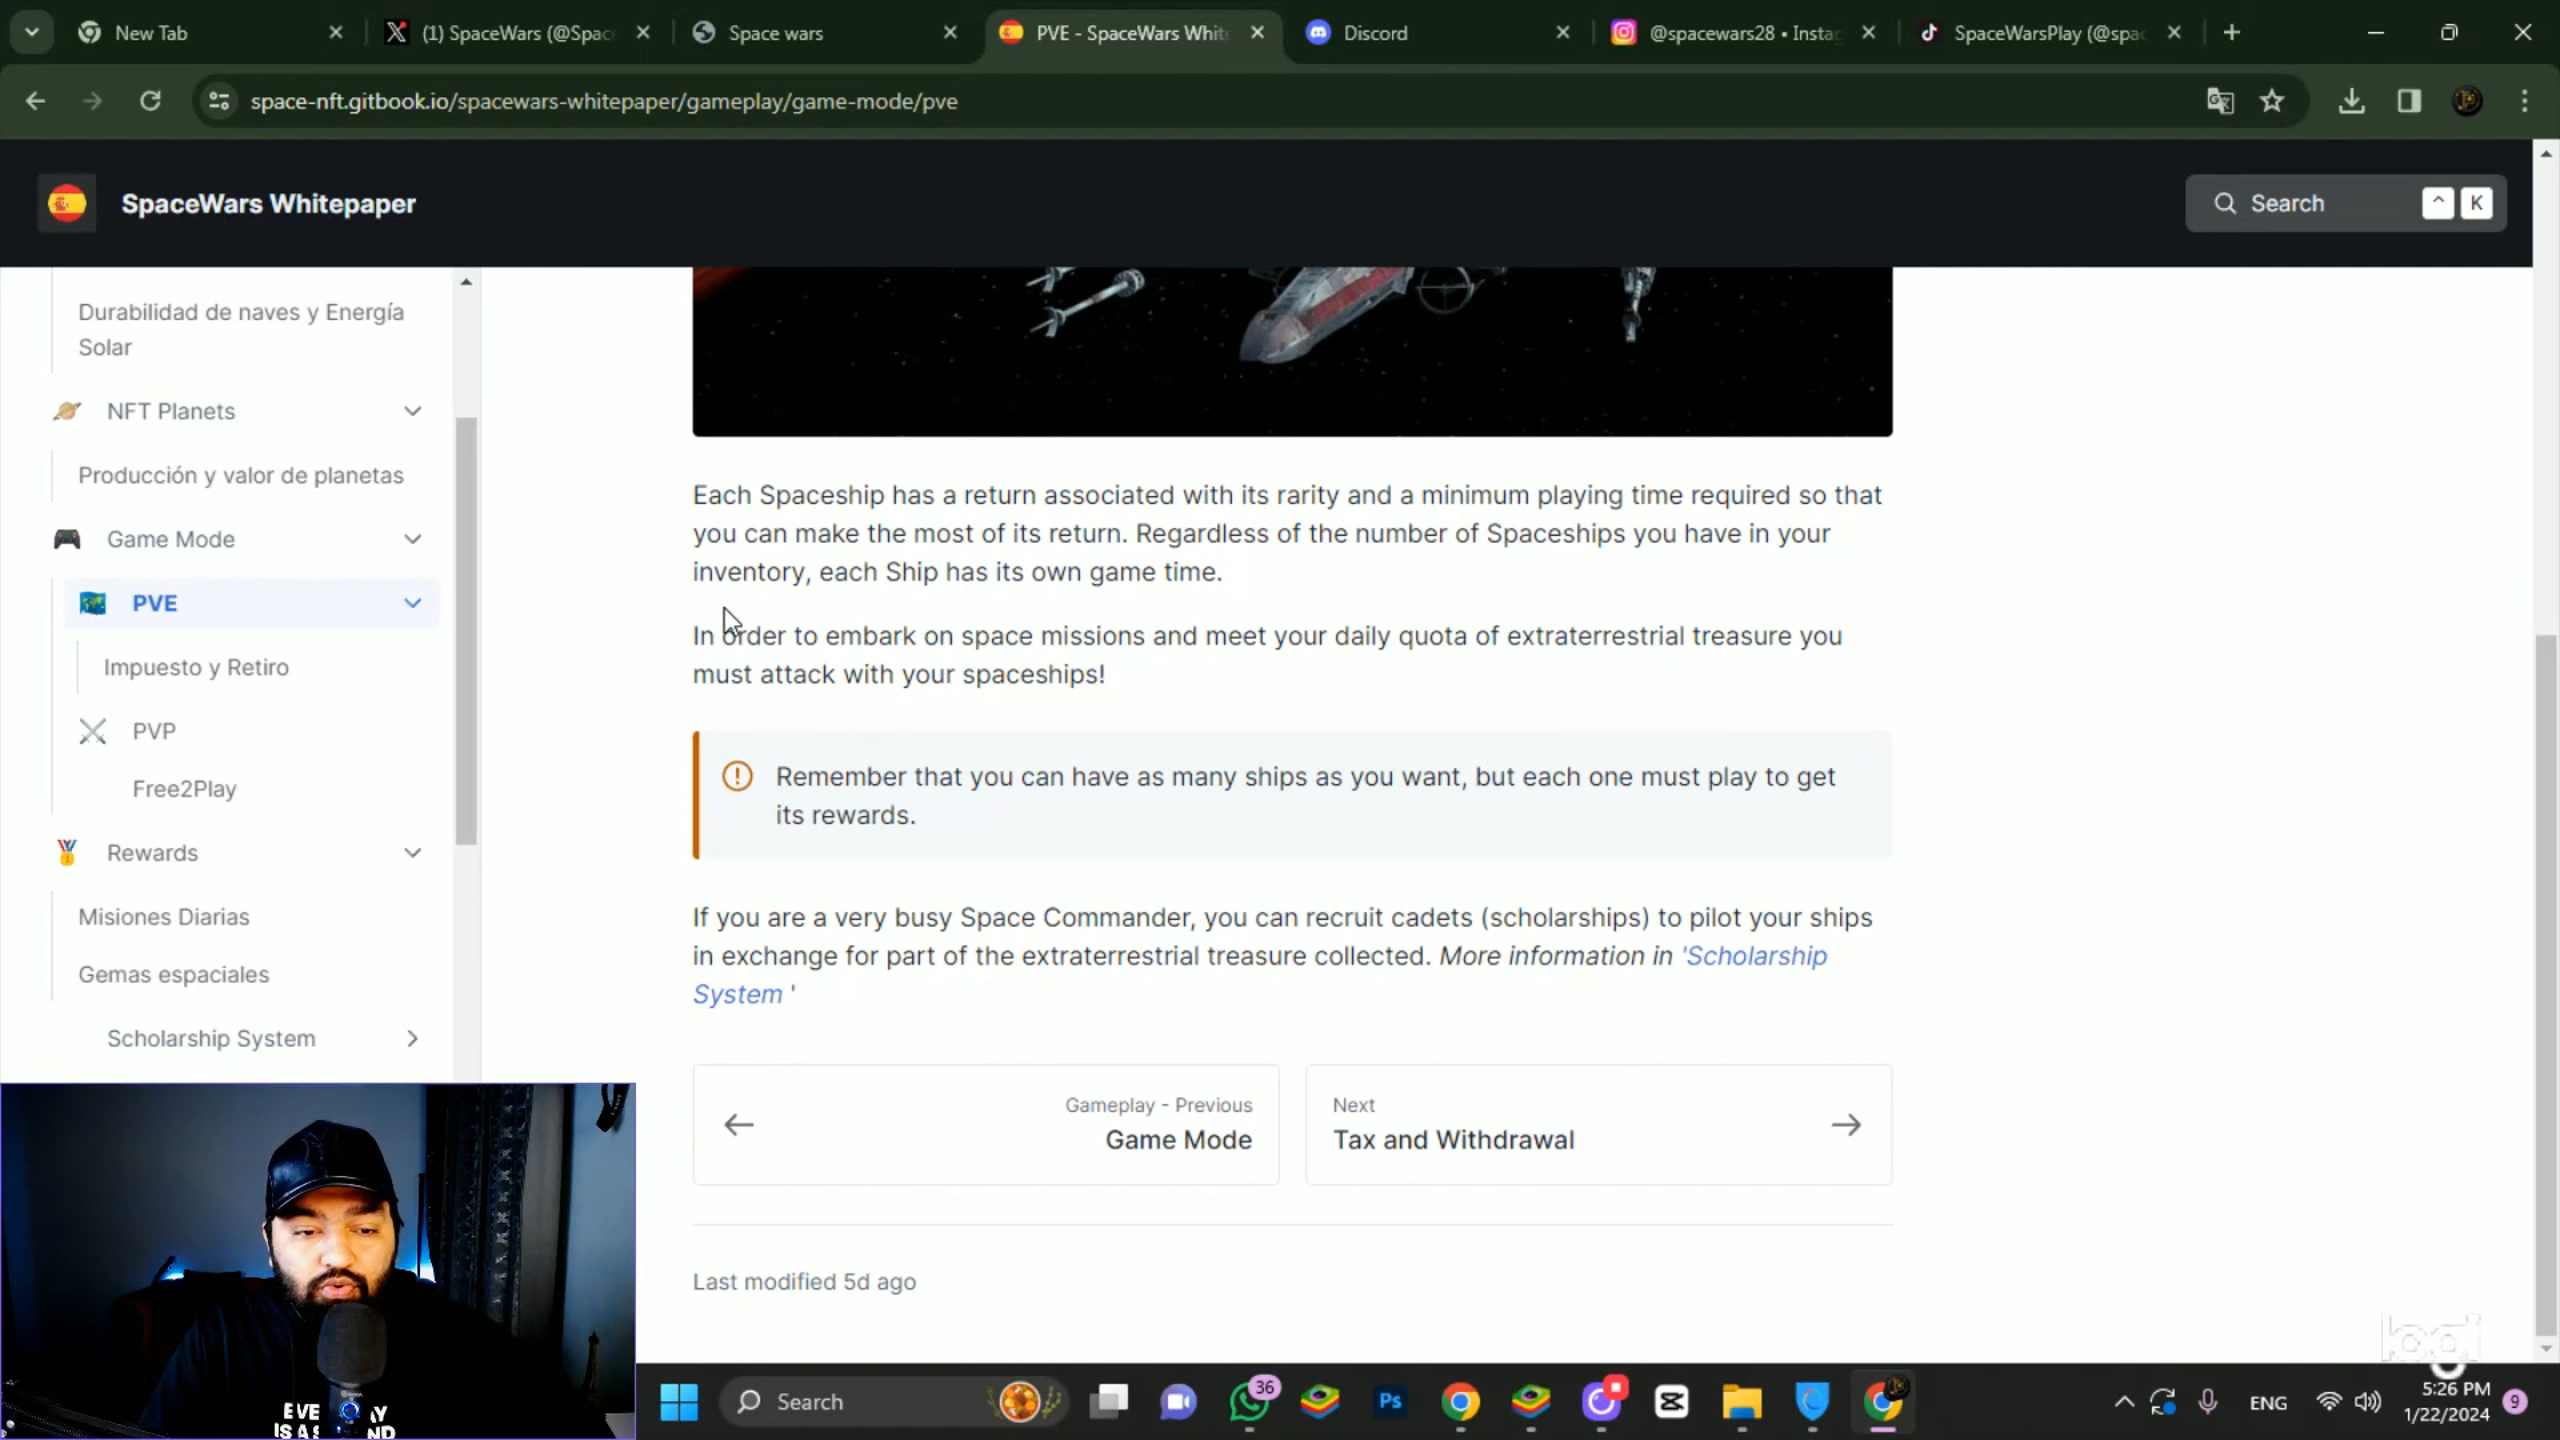 New Tab
(1) SpaceWars (@Spac
Space wars
PVE - SpaceWars White
Discord
@spacewars28 • Instag
SpaceWarsPlay (@spac
space-nft.gitbook.io/spacewars-whitepaper/gameplay/game-mode/pve
SpaceWars Whitepaper
Search
^ K
Durabilidad de naves y Energía
Solar
NFT Planets
Producción y valor de planetas
Game Mode
PVE
Impuesto y Retiro
PVP
Free2Play
Rewards
Misiones Diarias
Gemas espaciales
Scholarship System
Each Spaceship has a return associated with its rarity and a minimum playing time required so that
you can make the most of its return. Regardless of the number of Spaceships you have in your
inventory, each Ship has its own game time.
In order to embark on space missions and meet your daily quota of extraterrestrial treasure you
must attack with your spaceships!
Remember that you can have as many ships as you want, but each one must play to get
its rewards.
If you are a very busy Space Commander, you can recruit cadets (scholarships) to pilot your ships
in exchange for part of the extraterrestrial treasure collected. More information in 'Scholarship
System '
Gameplay - Previous
Game Mode
Next
Tax and Withdrawal
Last modified 5d ago
logi
Search
36
Ps
ENG
5:26 PM
1/22/2024
9